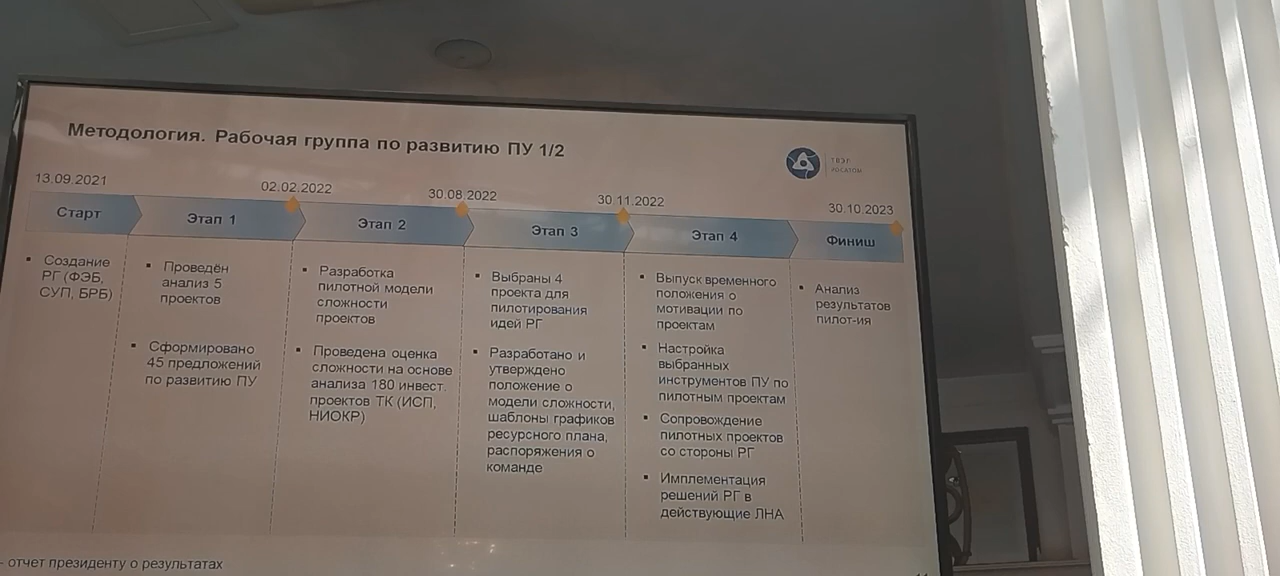 Методология. Рабочая группа по развитию ПУ 1/2
ТВЭЛ
РОСАТОМ
13.09.2021
02.02.2022
30.08.2022
30.11.2022
30.10.2023
Старт
Этап 1
Этап 2
Этап 3
Этап 4
Финиш
▪ Создание
РГ (ФЭБ,
СУП, БРБ)
▪ Проведён
анализ 5
проектов
▪ Сформировано
45 предложений
по развитию ПУ
▪ Разработка
пилотной модели
сложности
проектов
▪ Проведена оценка
сложности на основе
анализа 180 инвест.
проектов ТК (ИСП,
НИОКР)
▪ Выбраны 4
проекта для
пилотирования
идей РГ
▪ Разработано и
утверждено
положение о
модели сложности,
шаблоны графиков
ресурсного плана,
распоряжения о
команде
▪ Выпуск временного
положения о
мотивации по
проектам
▪ Настройка
выбранных
инструментов ПУ по
пилотным проектам
▪ Сопровождение
пилотных проектов
со стороны РГ
▪ Имплементация
решений РГ в
действующие ЛНА
▪ Анализ
результатов
пилот-ия
- отчет президенту о результатах